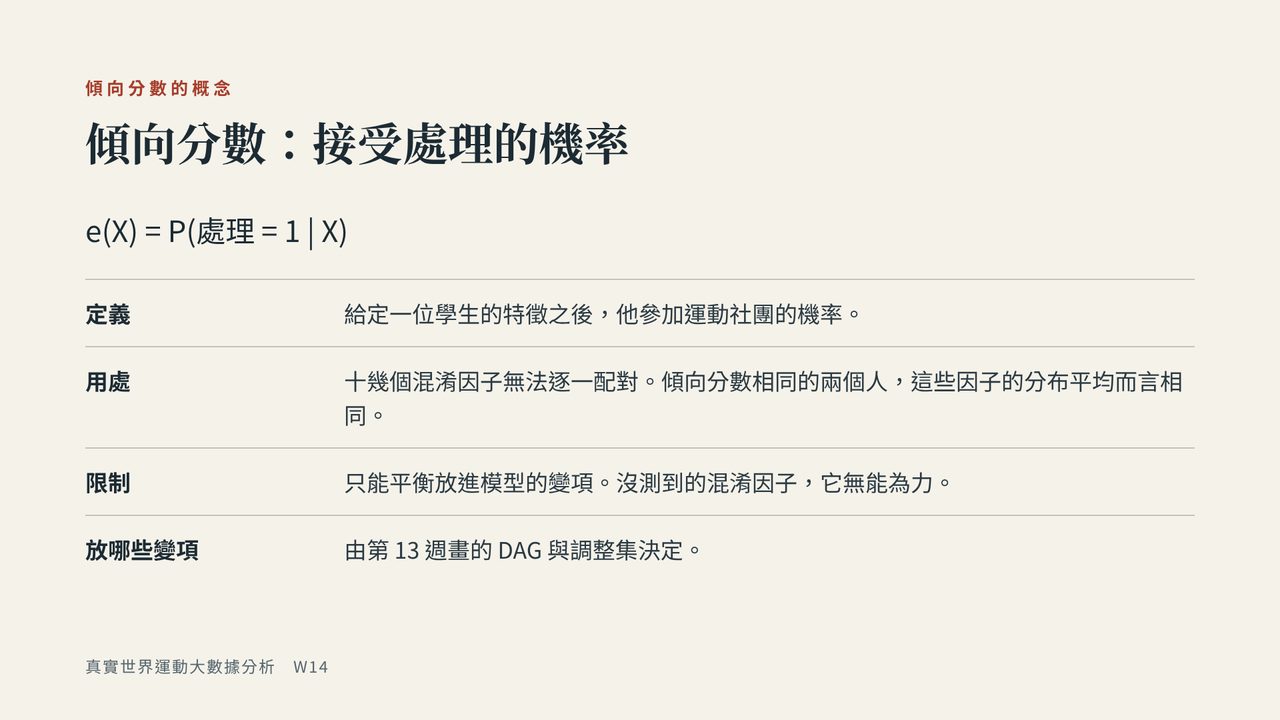 傾向分數的概念
傾向分數：接受處理的機率
e(X) = P(處理 = 1 | X)
定義
給定一位學生的特徵之後，他參加運動社團的機率。
用處
十幾個混淆因子無法逐一配對。傾向分數相同的兩個人，這些因子的分布平均而言相
同。
限制
只能平衡放進模型的變項。沒測到的混淆因子，它無能為力。
放哪些變項
由第 13 週畫的 DAG 與調整集決定。
真實世界運動大數據分析 W14